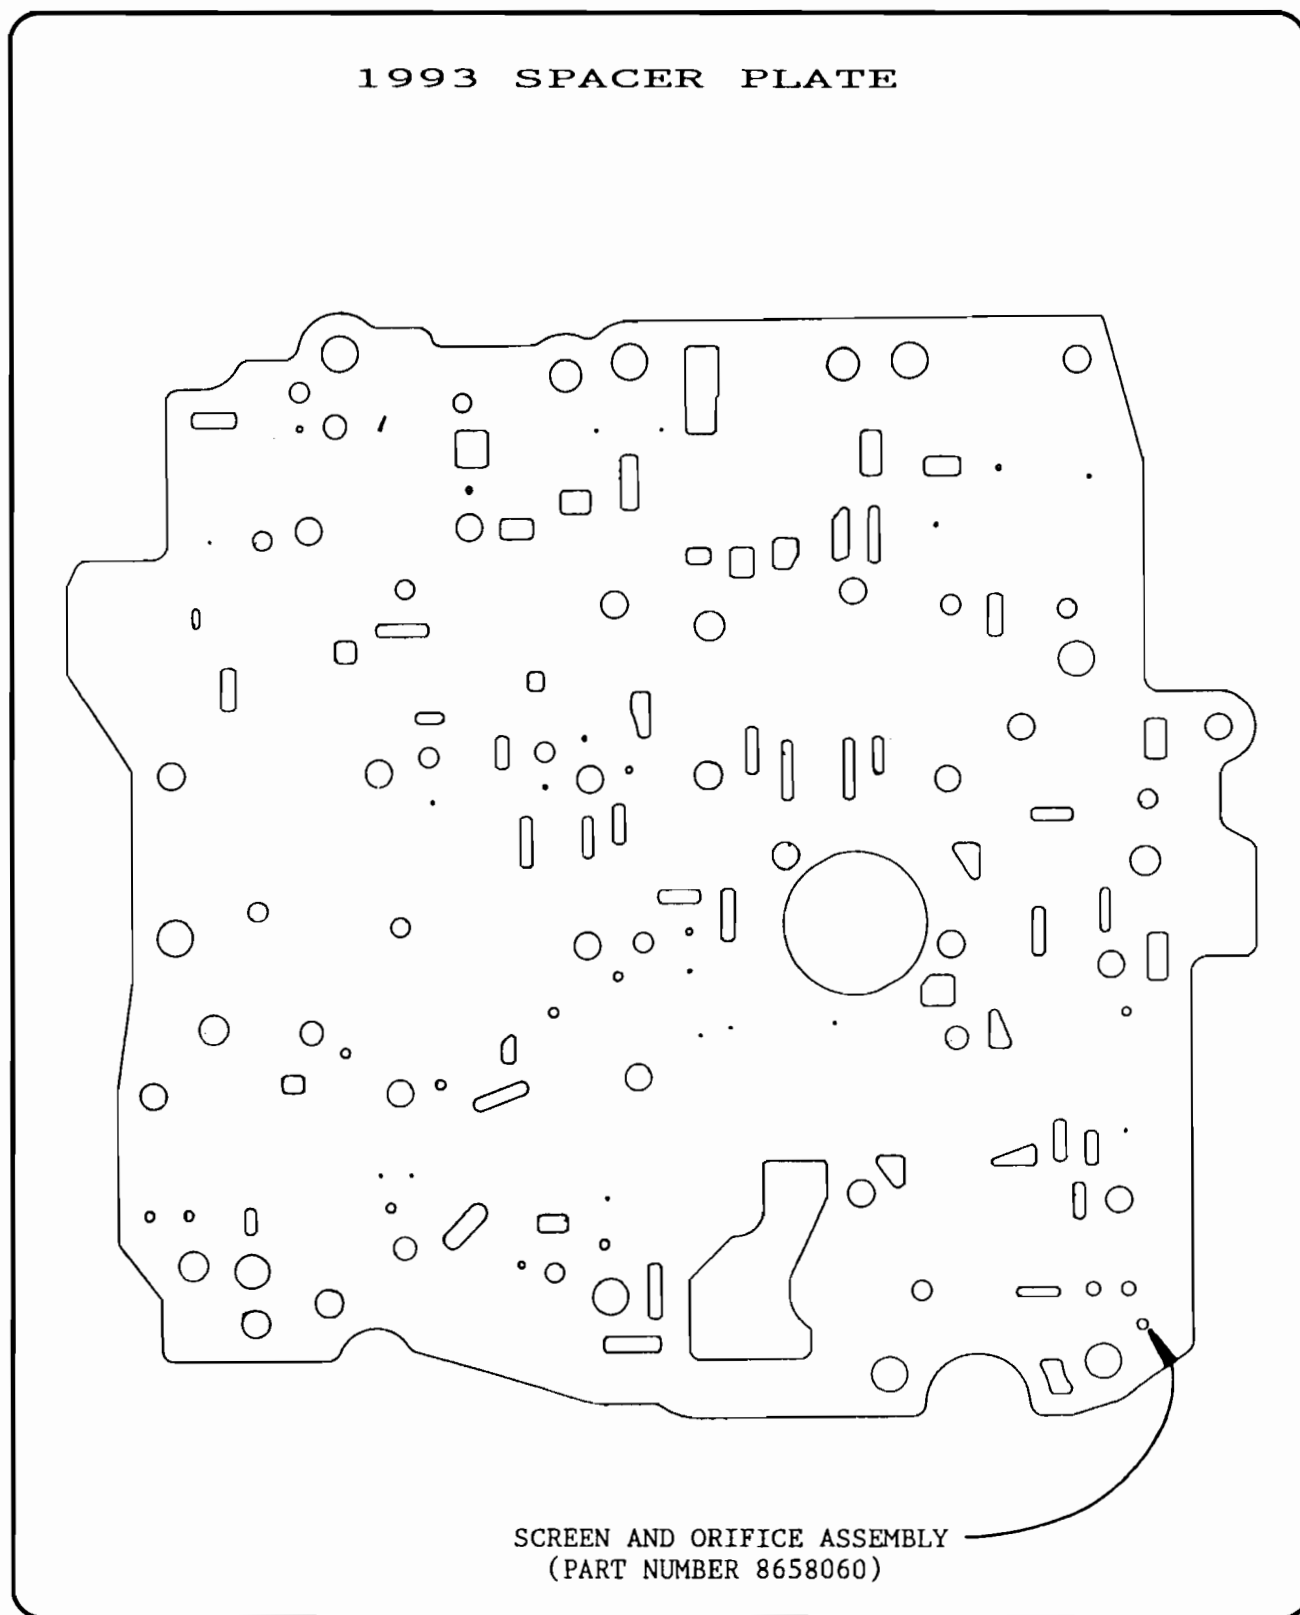 1993 SPACER PLATE
SCREEN AND ORIFICE ASSEMBLY
(PART NUMBER 8658060)